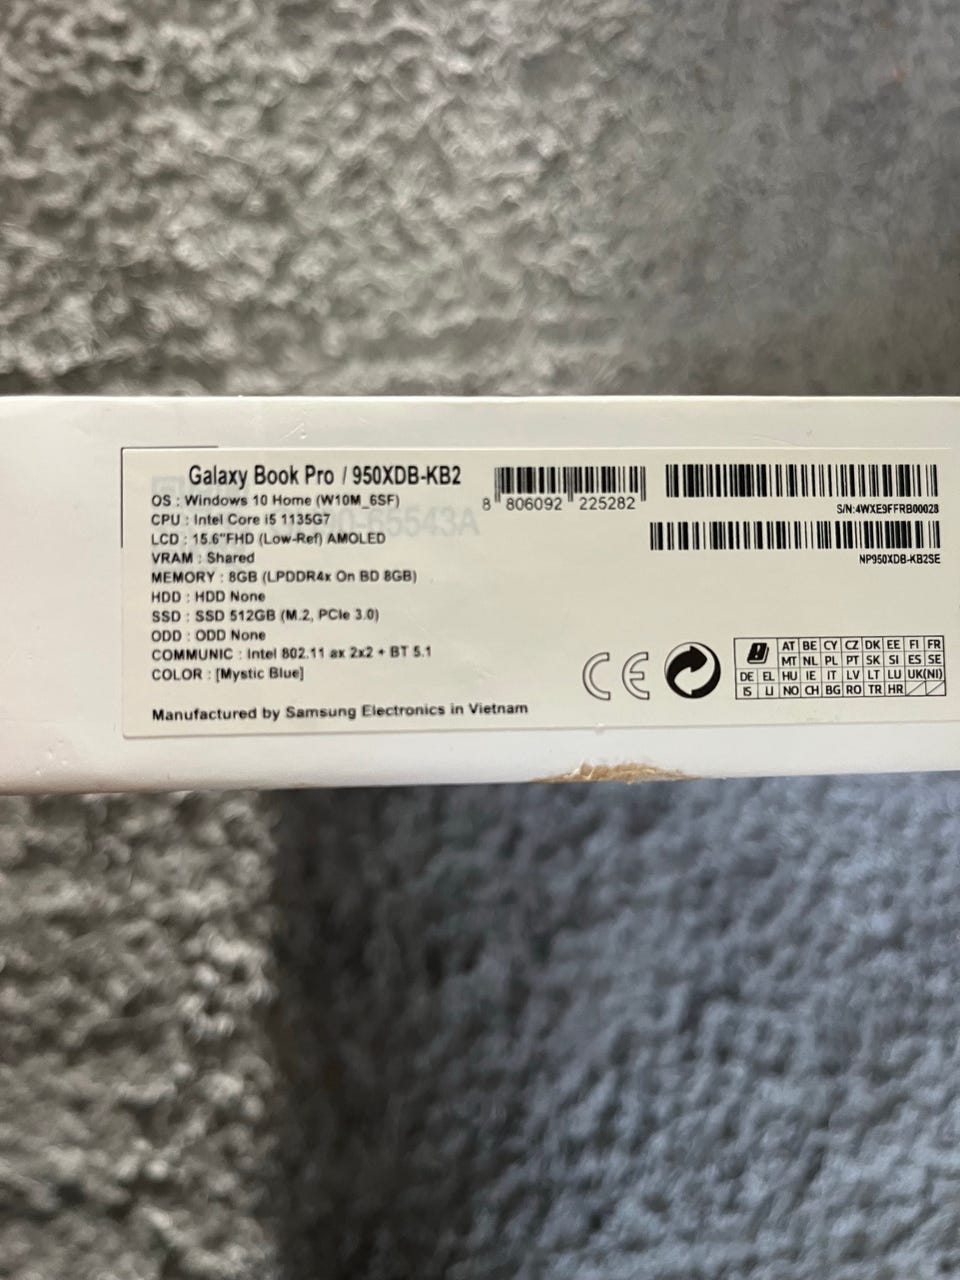 Galaxy Book Pro / 950XDB-KB2
OS : Windows 10 Home (W10M_6SF)
CPU : Intel Core i5 1135G7
LCD : 15.6"FHD (Low-Ref) AMOLED
VRAM : Shared
MEMORY : 8GB (LPDDR4x On BD 8GB)
HDD : HDD None
SSD : SSD 512GB (M.2, PCIe 3.0)
ODD : ODD None
COMMUNIC : Intel 802.11 ax 2x2 + BT 5.1
COLOR : [Mystic Blue]
Manufactured by Samsung Electronics in Vietnam
8 806092 225282
S/N:4WXE9FFRB00028
NP950XDB-KB2SE
CE
AT BE CY CZ DK EE FI FR
MT NL PL PT SK SI ES SE
DE EL HU IE IT LV LT LU UK(NI)
IS LI NO CH BG RO TR HR